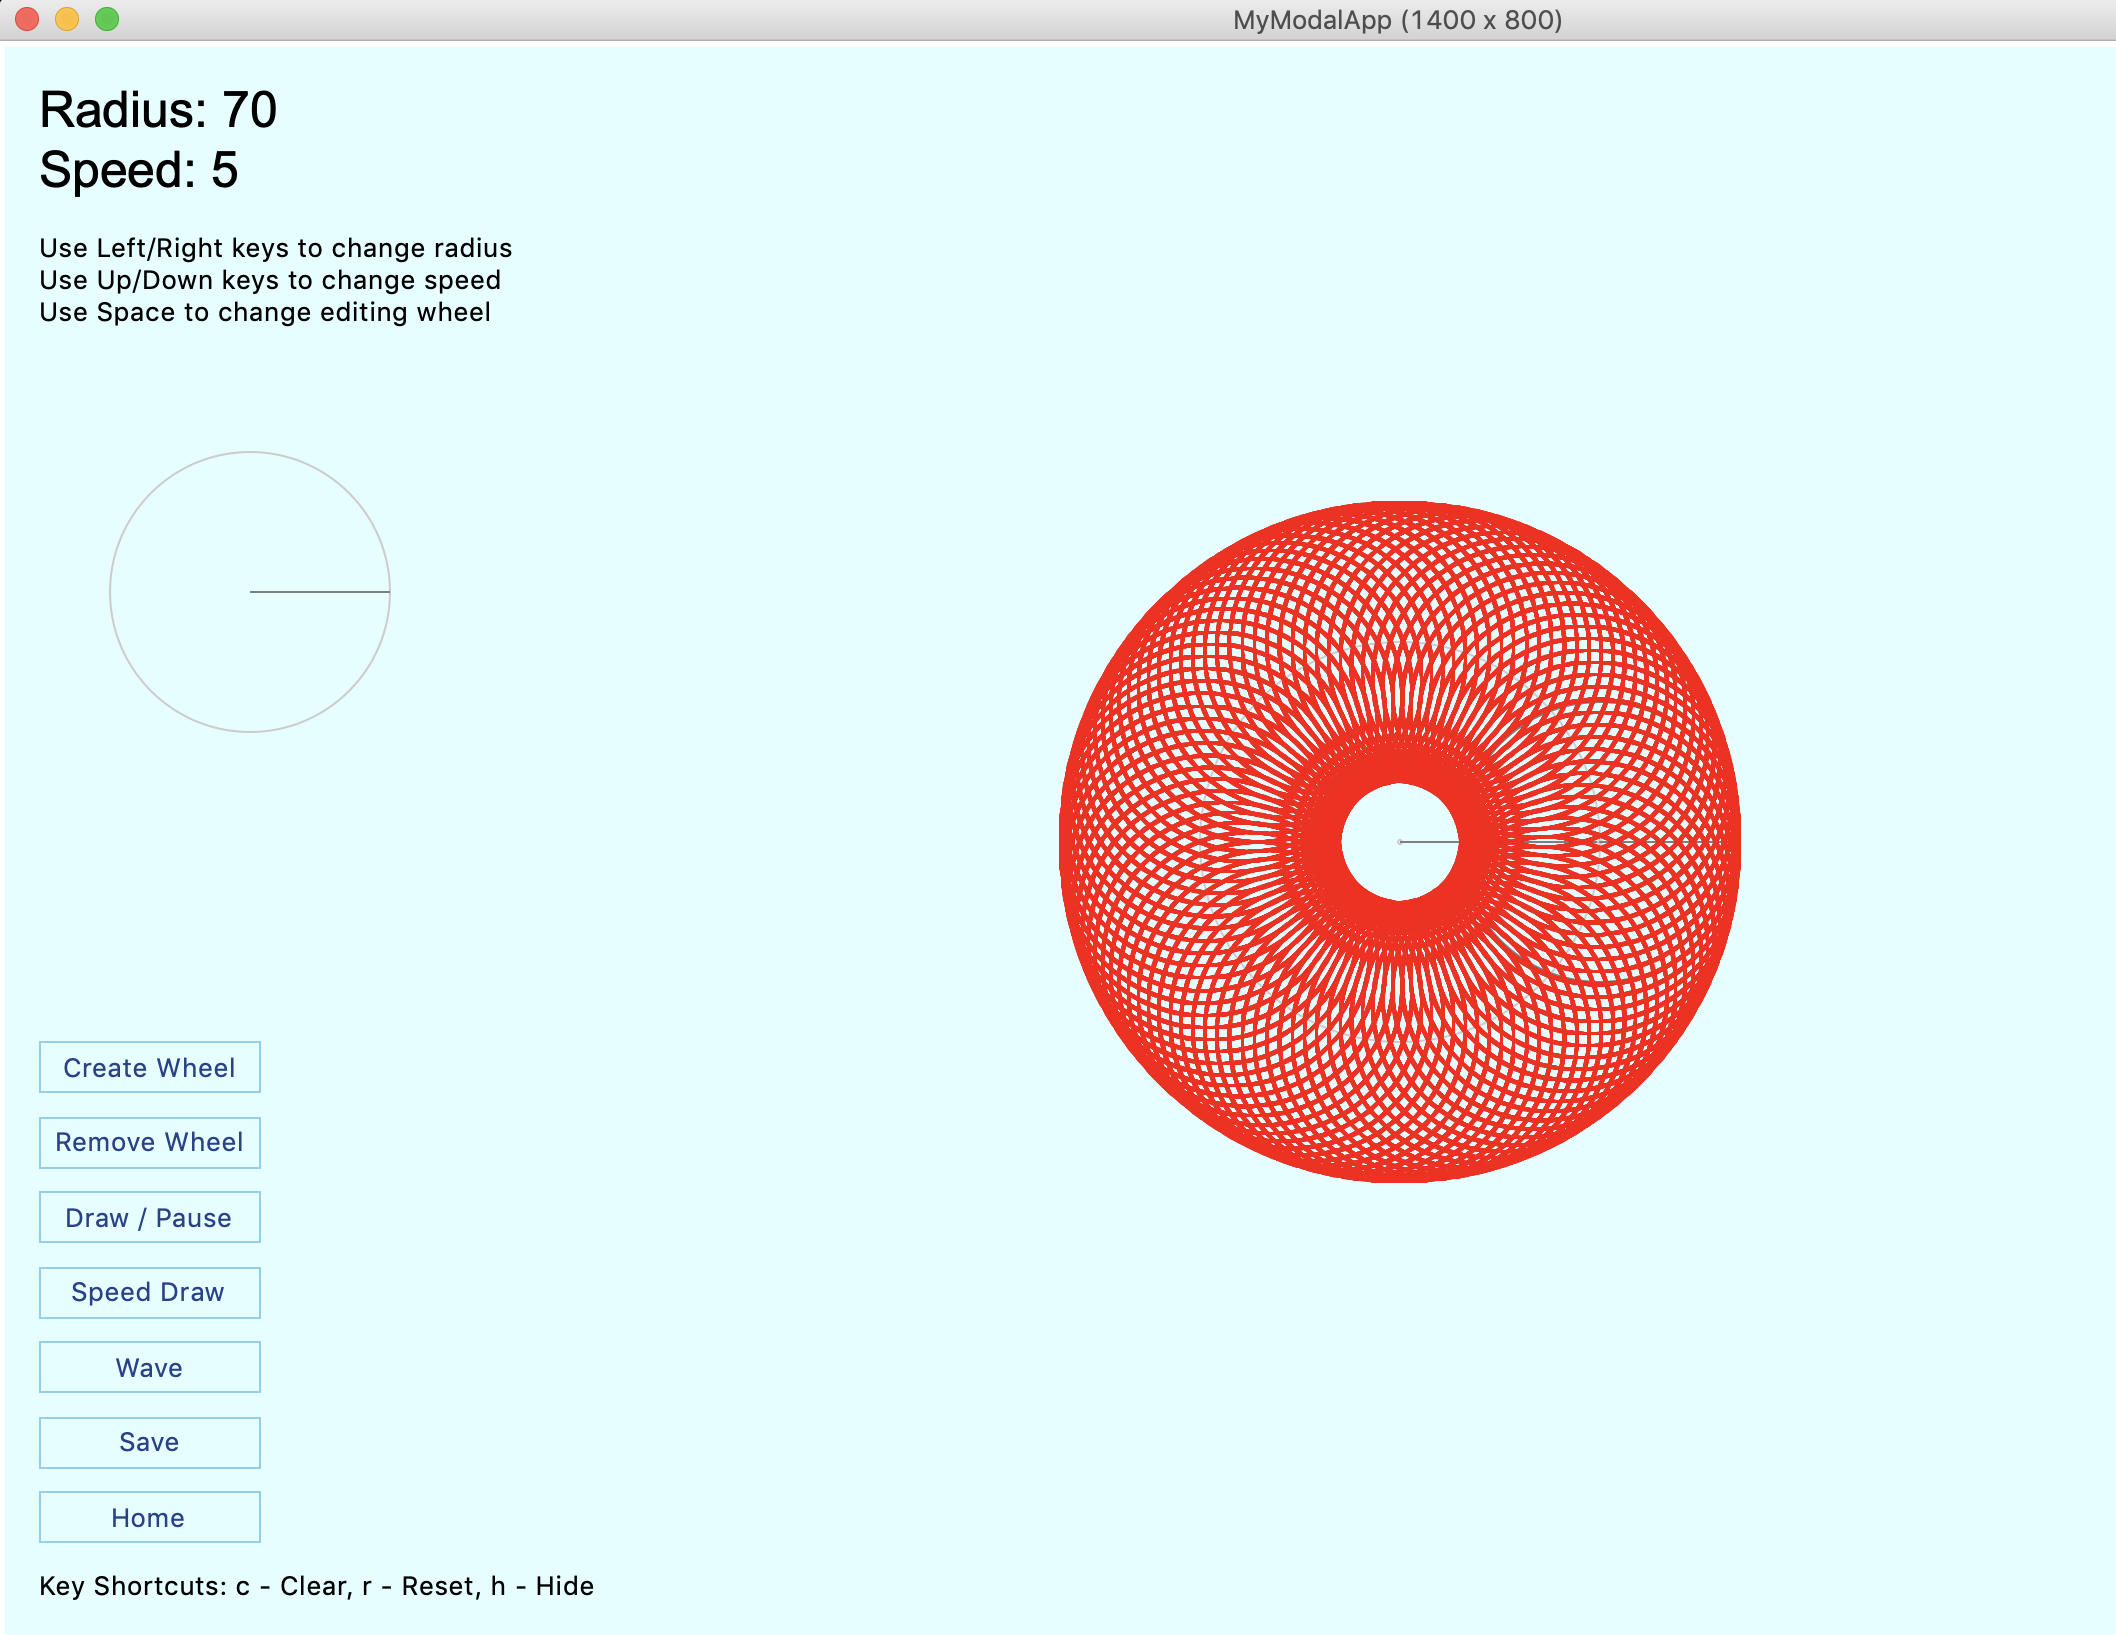 MyModalApp (1400 x 800)
Radius: 70
Speed: 5
Use Left/Right keys to change radius
Use Up/Down keys to change speed
Use Space to change editing wheel
Create Wheel
Remove Wheel
Draw / Pause
Speed Draw
Wave
Save
Home
Key Shortcuts: c - Clear, r - Reset, h - Hide